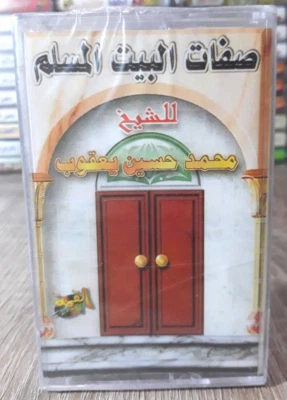 صفات البيت المسلم
للشيخ
محمد حسين يعقوب